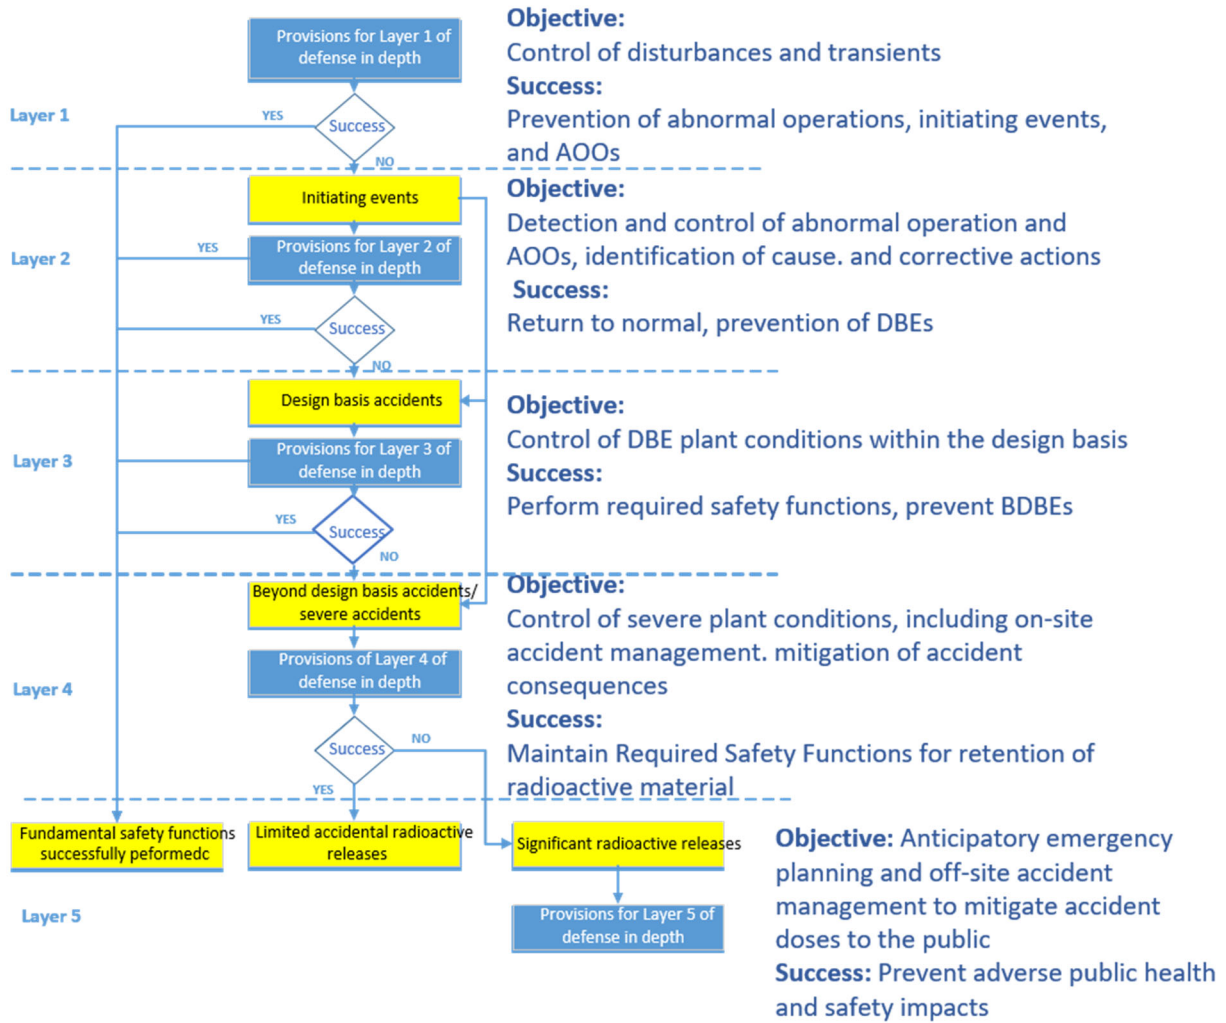 Provisions for Layer 1 of
defense in depth
Objective:
Control of disturbances and transients
Success:
Prevention of abnormal operations, initiating events,
and AOOs
Layer 1
YES
Success
NO
Initiating events
Objective:
Detection and control of abnormal operation and
AOOs, identification of cause. and corrective actions
Success:
Return to normal, prevention of DBEs
Layer 2
YES
Provisions for Layer 2 of
defense in depth
YES
Success
NO
Design basis accidents
Objective:
Control of DBE plant conditions within the design basis
Success:
Perform required safety functions, prevent BDBEs
Layer 3
Provisions for Layer 3 of
defense in depth
YES
Success
NO
Beyond design basis accidents/
severe accidents
Objective:
Control of severe plant conditions, including on-site
accident management. mitigation of accident
consequences
Success:
Maintain Required Safety Functions for retention of
radioactive material
Layer 4
Provisions of Layer 4 of
defense in depth
Success
NO
YES
Fundamental safety functions
successfully peformedc
Limited accidental radioactive
releases
Significant radioactive releases
Layer 5
Provisions for Layer 5 of
defense in depth
Objective: Anticipatory emergency
planning and off-site accident
management to mitigate accident
doses to the public
Success: Prevent adverse public health
and safety impacts